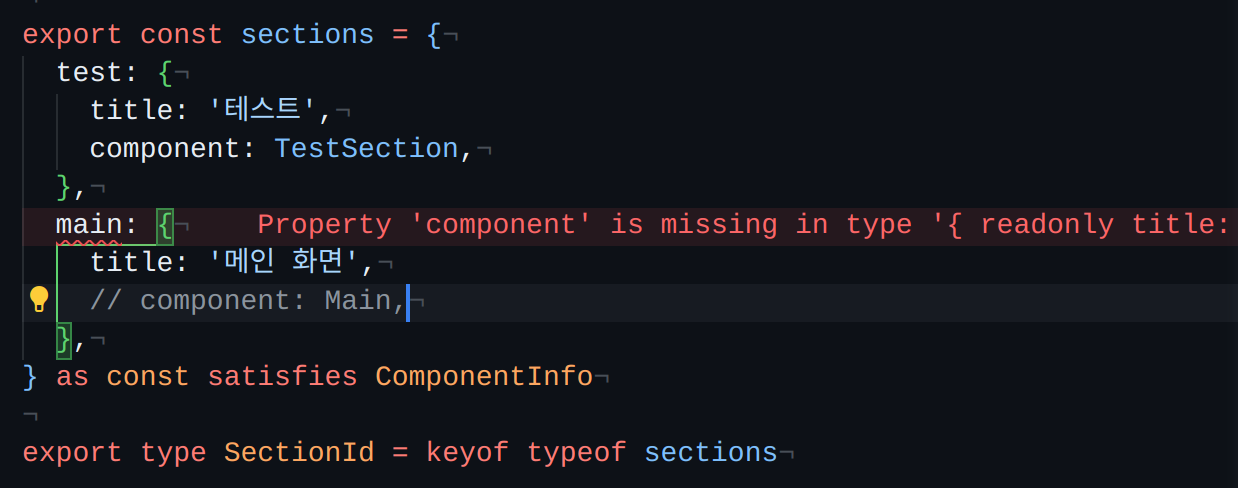 export const sections = {¬
test: {¬
title: '테스트',¬
component: TestSection,¬
},¬
main: {¬ Property 'component' is missing in type '{ readonly title:
title: '메인 화면',¬
// component: Main,¬
},¬
} as const satisfies ComponentInfo¬
¬
export type SectionId = keyof typeof sections¬